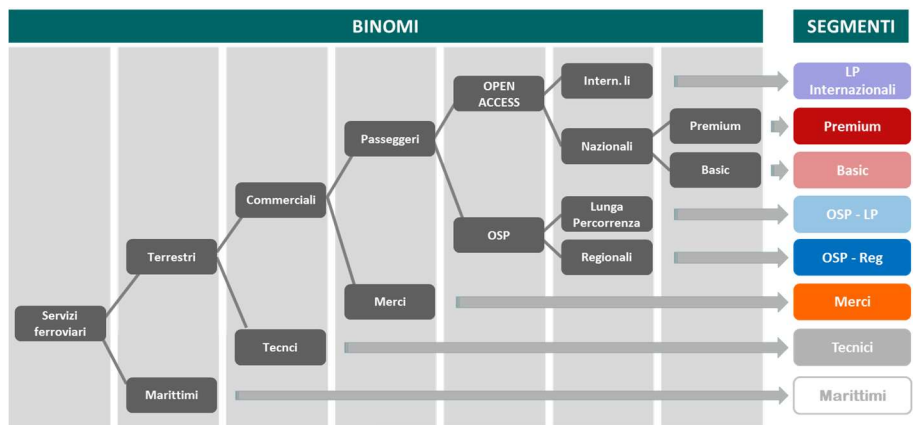 BINOMI
SEGMENTI
OPEN
ACCESS
Intern.li
LP
Internazionali
Passeggeri
Nazionali
Premium
Premium
Basic
Basic
Commerciali
Lunga
Percorrenza
OSP - LP
OSP
Terrestri
Regionali
OSP - Reg
Merci
Merci
Servizi
ferroviari
Tecnci
Tecnici
Marittimi
Marittimi